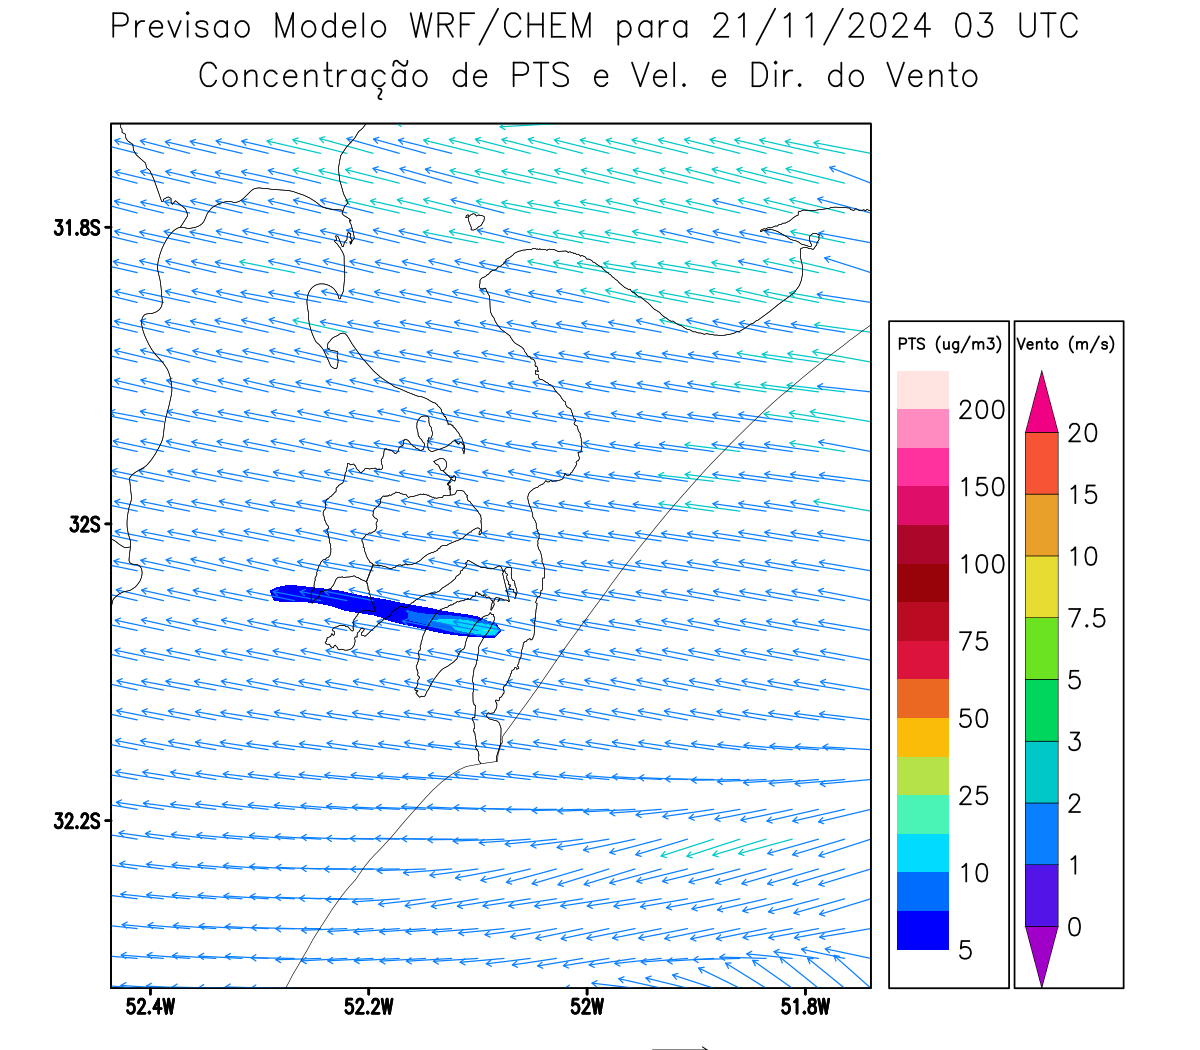 Previsao Modelo WRF/CHEM para 21/11/2024 03 UTC
Concentração de PTS e Vel. e Dir. do Vento
31.8S
32S
32.2S
52.4W 52.2W 52W 51.8W
PTS (ug/m3)
200
150
100
75
50
25
10
5
Vento (m/s)
20
15
10
7.5
5
3
2
1
0